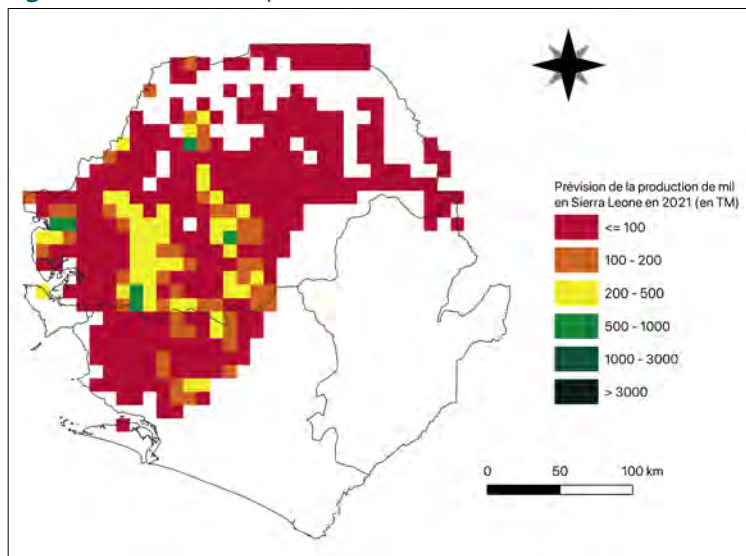 Prévision de la production de mil
en Sierra Leone en 2021 (en TM)
<= 100
100 - 200
200 - 500
500 - 1000
1000 - 3000
> 3000
0 50 100 km